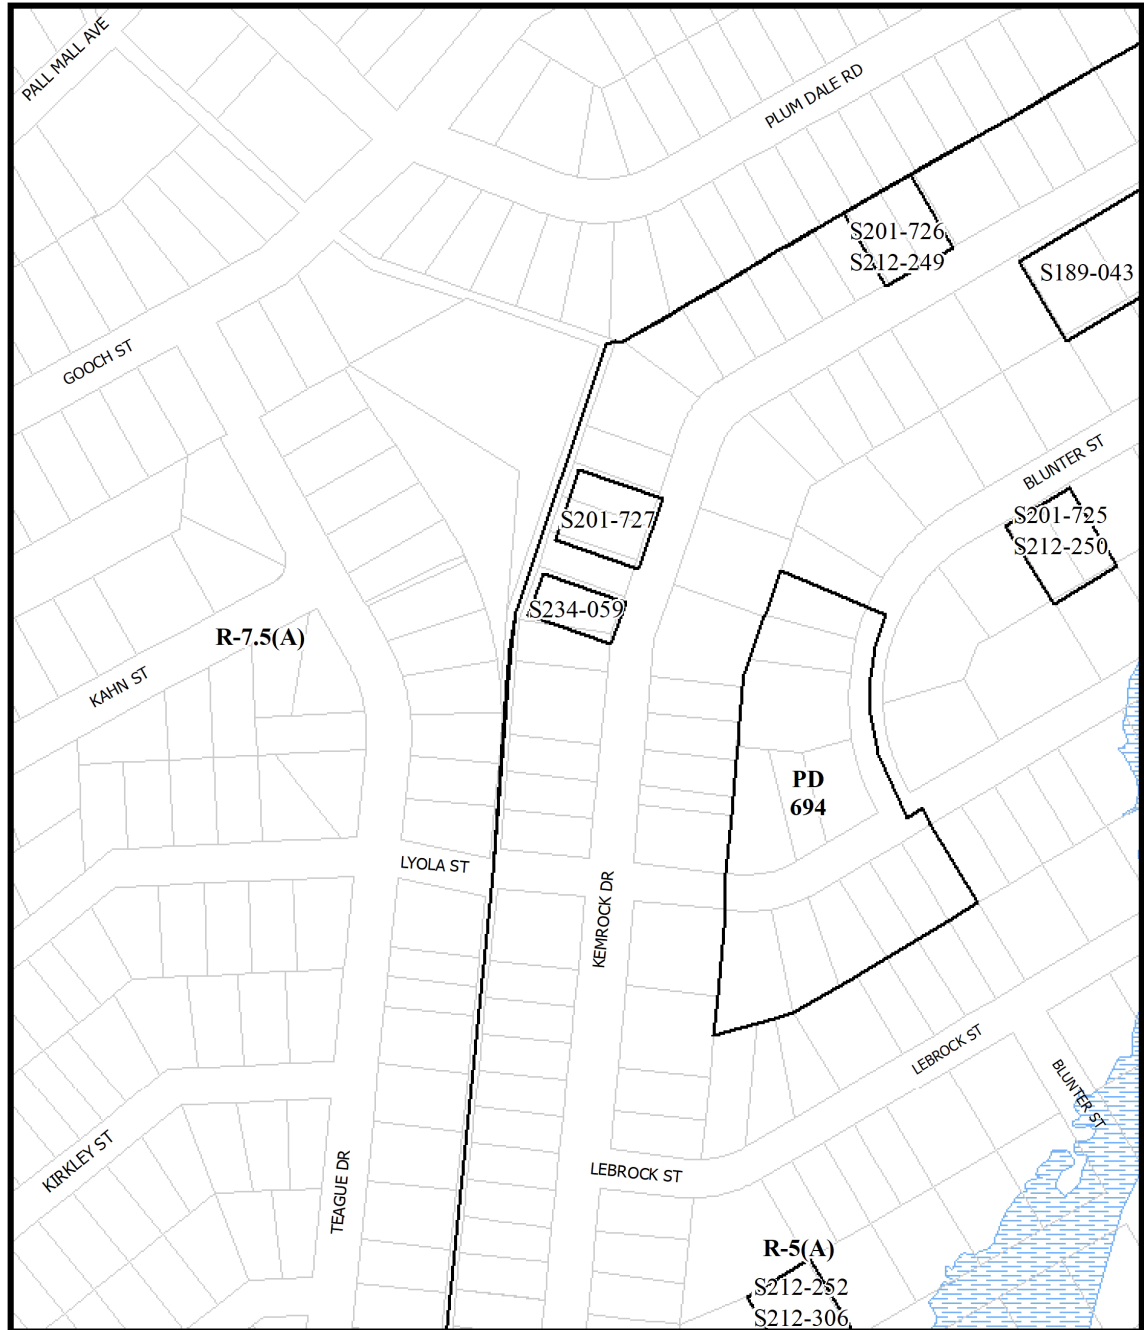 PALL MALL AVE
PLUM DALE RD
S201-726
S212-249
S189-043
GOOCH ST
BLUNTER ST
S201-725
S212-250
S201-727
S234-059
R-7.5(A)
KAHN ST
PD
694
LYOLA ST
KEMROCK DR
LEBROCK ST
BLUNTER ST
KIRKLEY ST
TEAGUE DR
LEBROCK ST
R-5(A)
S212-252
S212-306